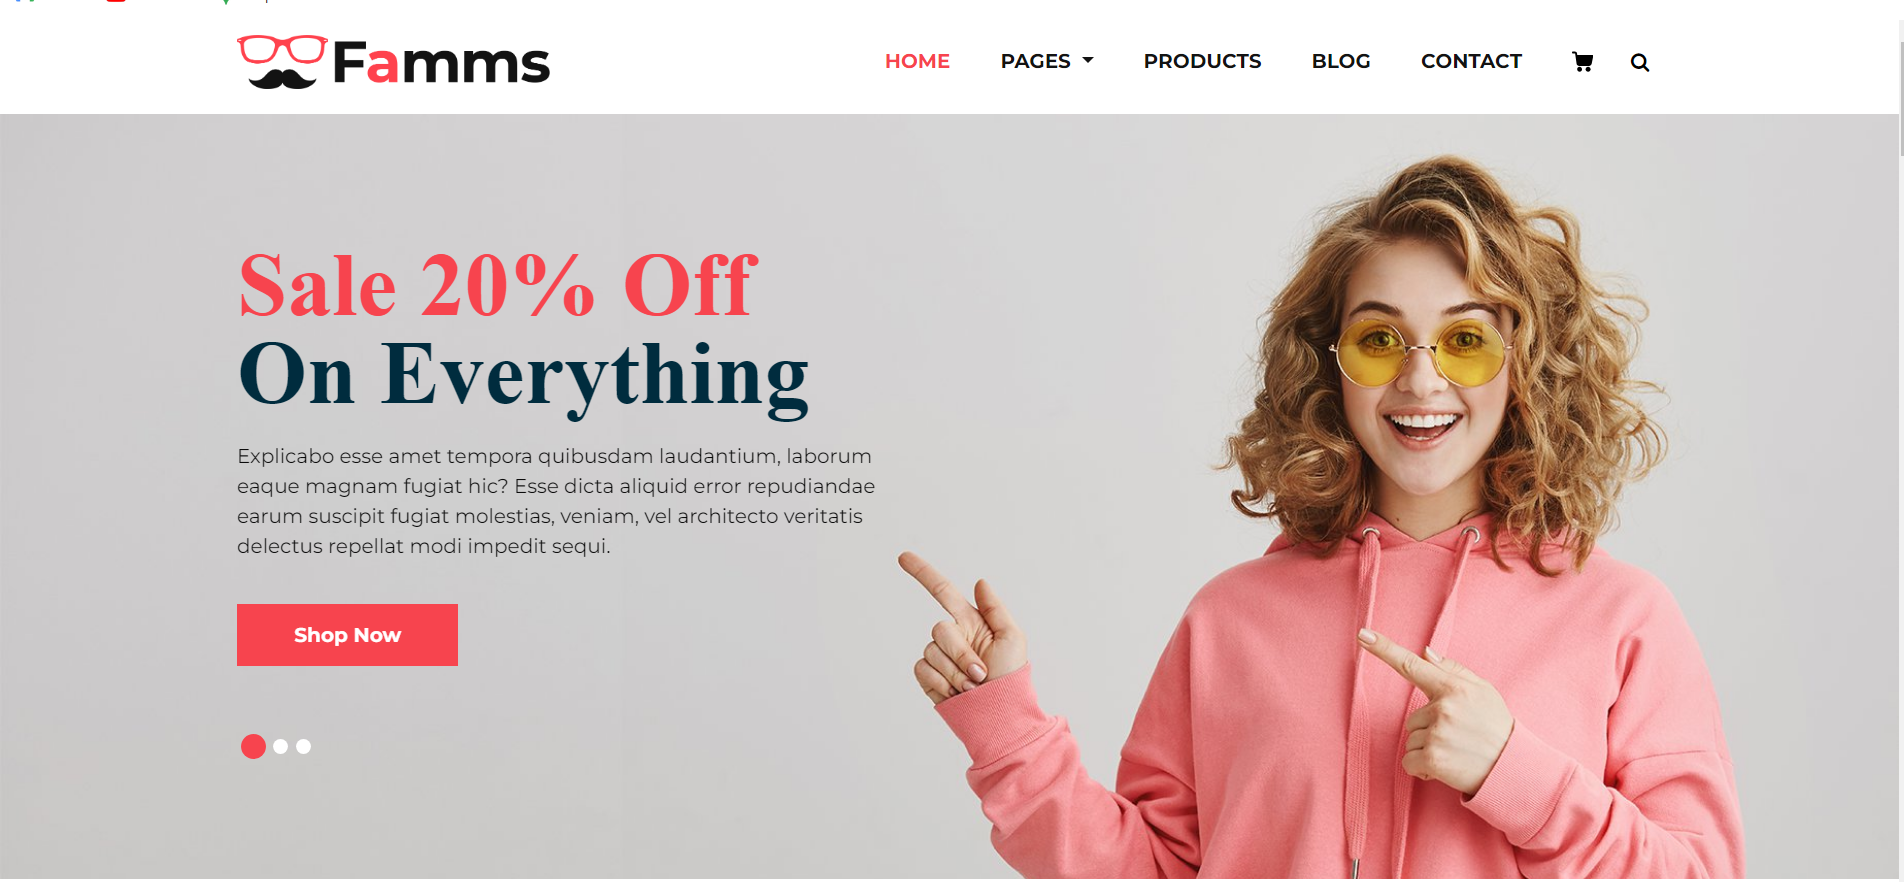 Famms
HOME PAGES PRODUCTS BLOG CONTACT
Sale 20% Off
On Everything
Explicabo esse amet tempora quibusdam laudantium, laborum
eaque magnam fugiat hic? Esse dicta aliquid error repudiandae
earum suscipit fugiat molestias, veniam, vel architecto veritatis
delectus repellat modi impedit sequi.
Shop Now